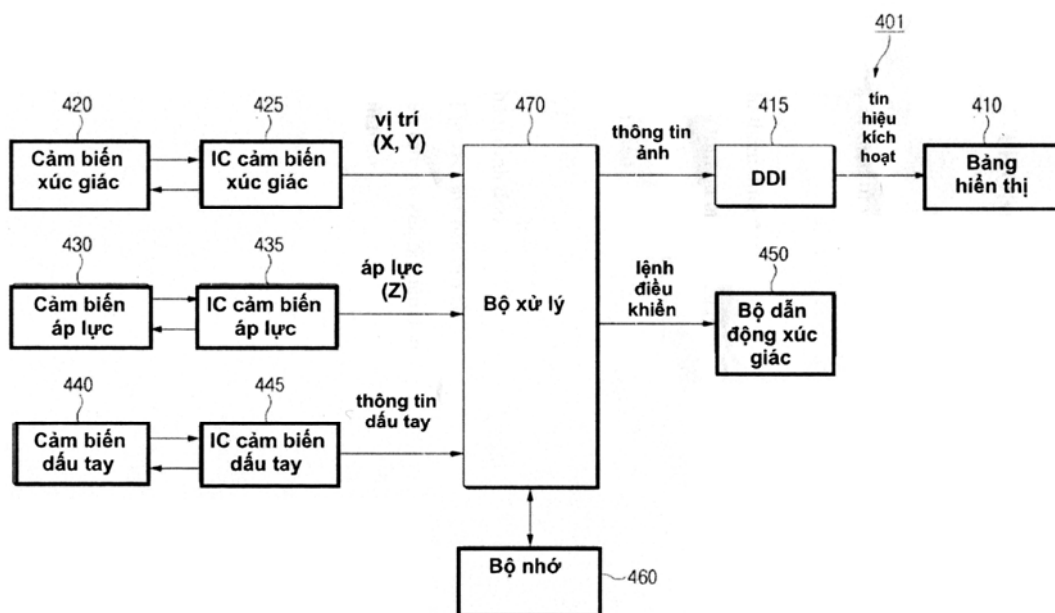 401
420
425
vị trí
(X, Y)
470
thông tin
ảnh
415
tín
hiệu
kích
hoạt
410
Cảm biến
xúc giác
IC cảm biến
xúc giác
DDI
Bảng
hiển thị
430
435
áp lực
(Z)
lệnh
điều
khiển
450
Cảm biến
áp lực
IC cảm biến
áp lực
Bộ xử lý
Bộ dẫn
động xúc
giác
440
445
thông tin
dấu tay
Cảm biến
dấu tay
IC cảm biến
dấu tay
Bộ nhớ
460